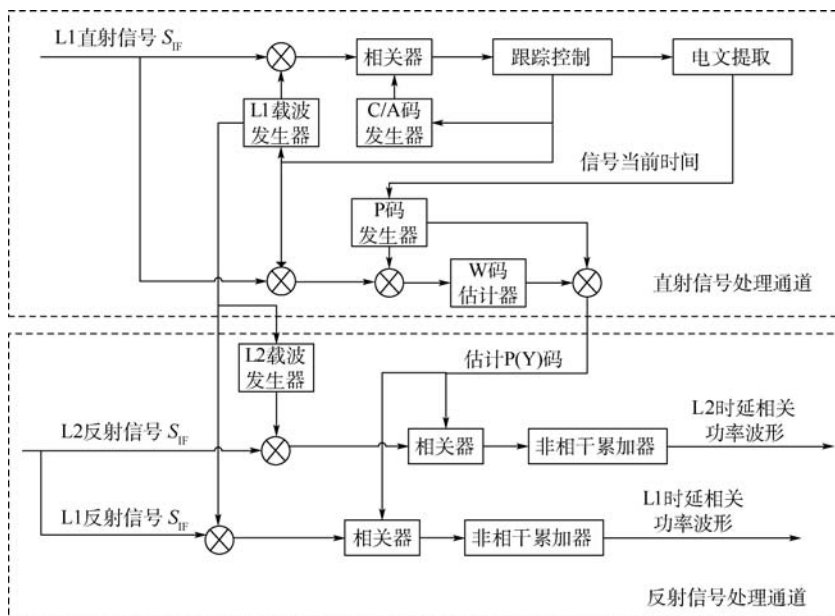 L1直射信号 S_IF
相关器
跟踪控制
电文提取
L1载波
发生器
C/A码
发生器
信号当前时间
P码
发生器
W码
估计器
直射信号处理通道
L2载波
发生器
估计P(Y)码
L2反射信号 S_IF
相关器
非相干累加器
L2时延相关
功率波形
L1反射信号 S_IF
相关器
非相干累加器
L1时延相关
功率波形
反射信号处理通道